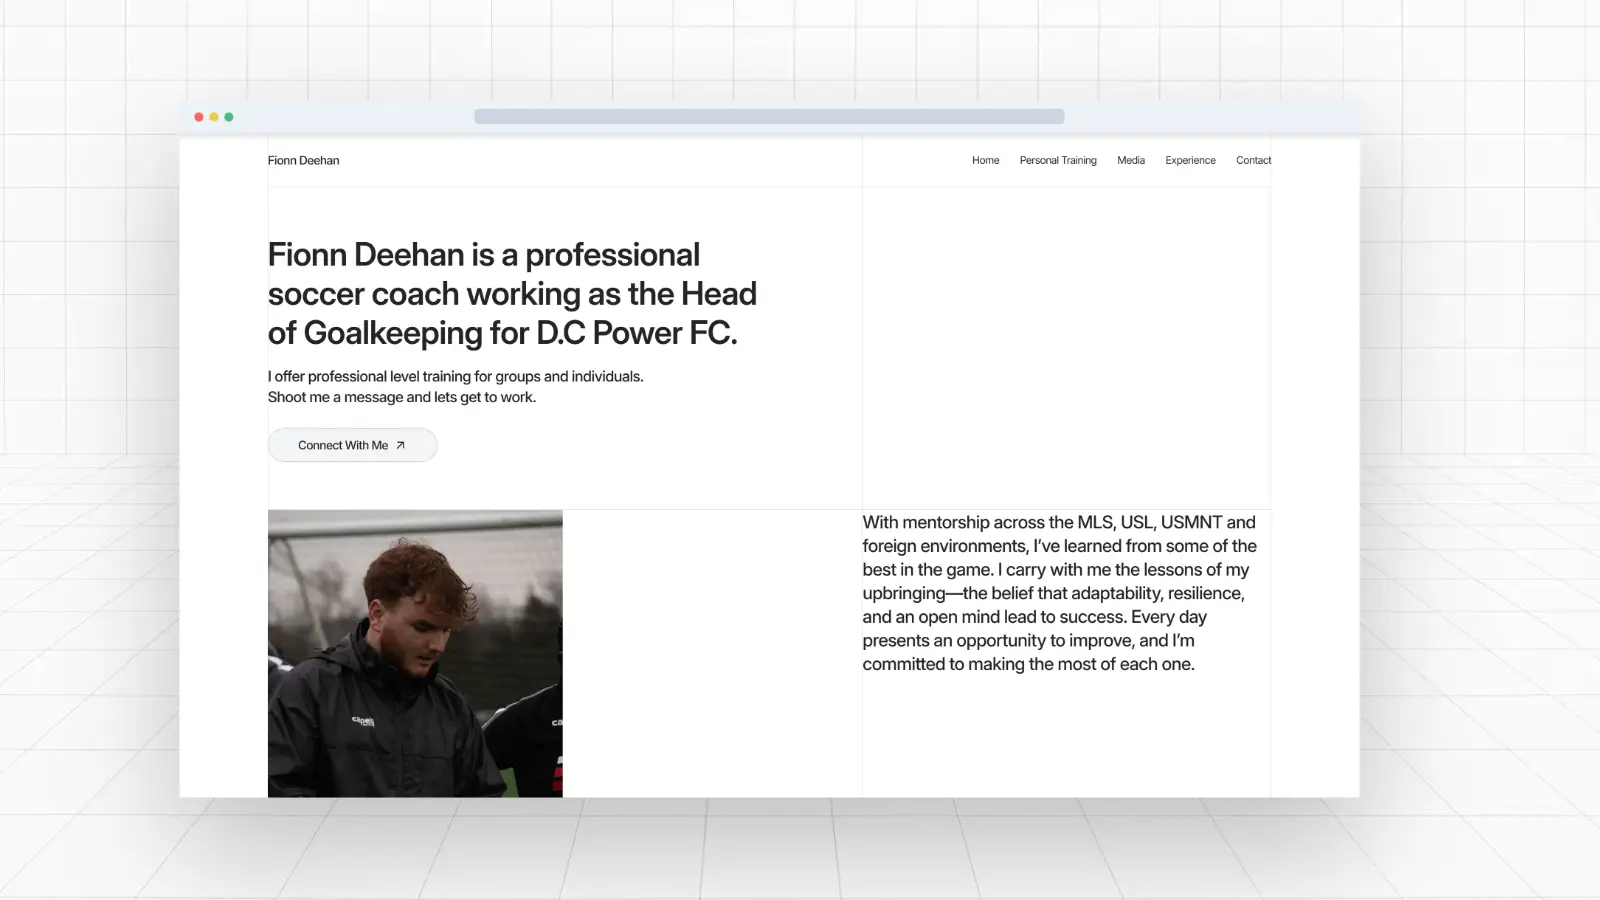 Fionn Deehan
Home Personal Training Media Experience Contact
Fionn Deehan is a professional
soccer coach working as the Head
of Goalkeeping for D.C Power FC.
I offer professional level training for groups and individuals.
Shoot me a message and lets get to work.
Connect With Me
With mentorship across the MLS, USL, USMNT and
foreign environments, I’ve learned from some of the
best in the game. I carry with me the lessons of my
upbringing—the belief that adaptability, resilience,
and an open mind lead to success. Every day
presents an opportunity to improve, and I’m
committed to making the most of each one.